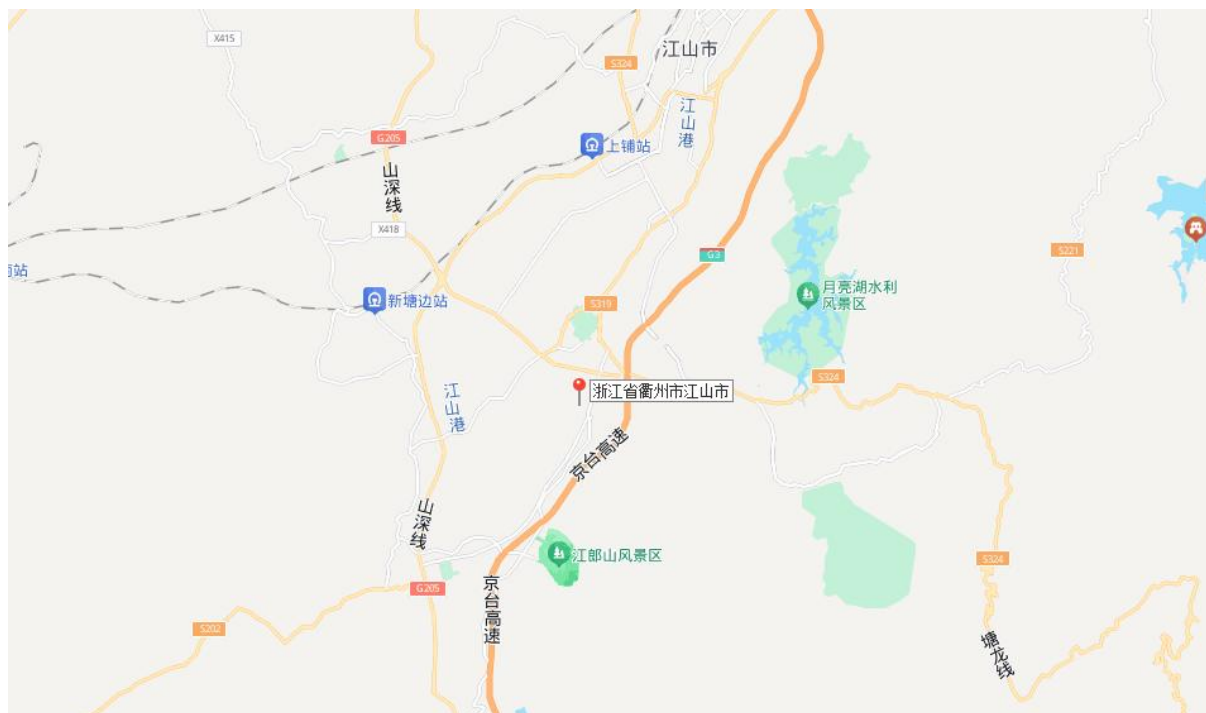 X415
江山市
S324
江山港
G205
上铺站
山深线
X418
S221
G3
站
月亮湖水利
风景区
新塘边站
S319
S324
浙江省衢州市江山市
江山港
京台高速
山深线
江郎山风景区
S324
G205
京台高速
S202
塘龙线